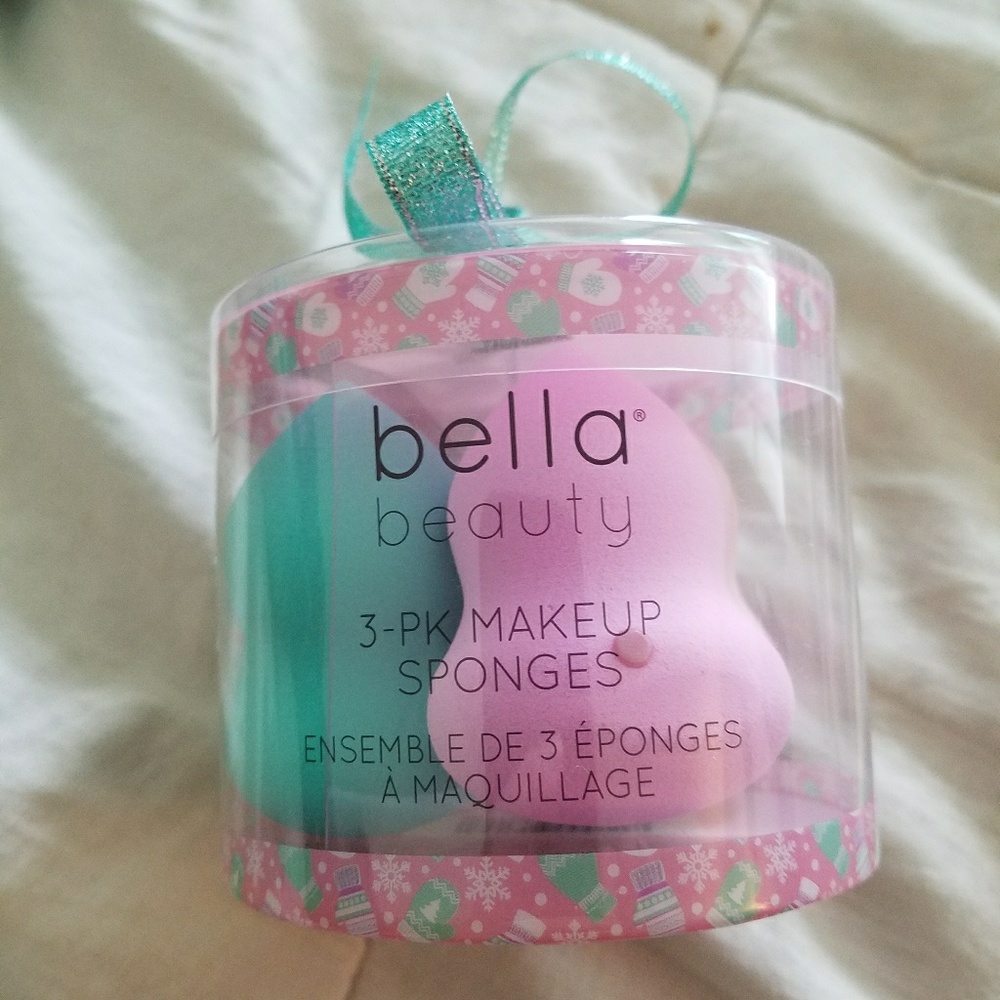 bella®
beauty
3-PK MAKEUP
SPONGES
ENSEMBLE DE 3 ÉPONGES
À MAQUILLAGE